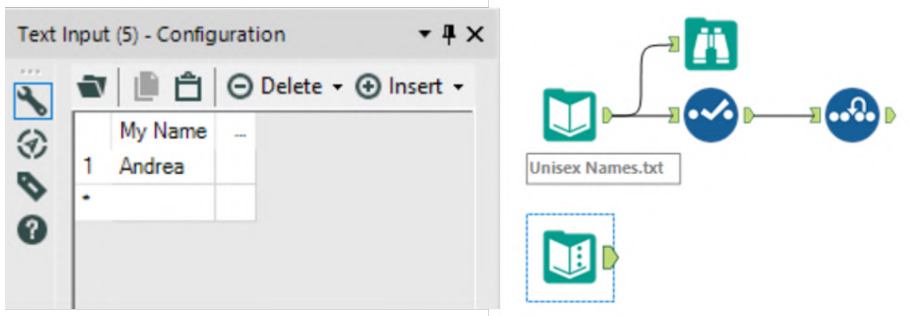 Text Input (5) - Configuration
Delete
Insert
My Name ...
1 Andrea
*
Unisex Names.txt